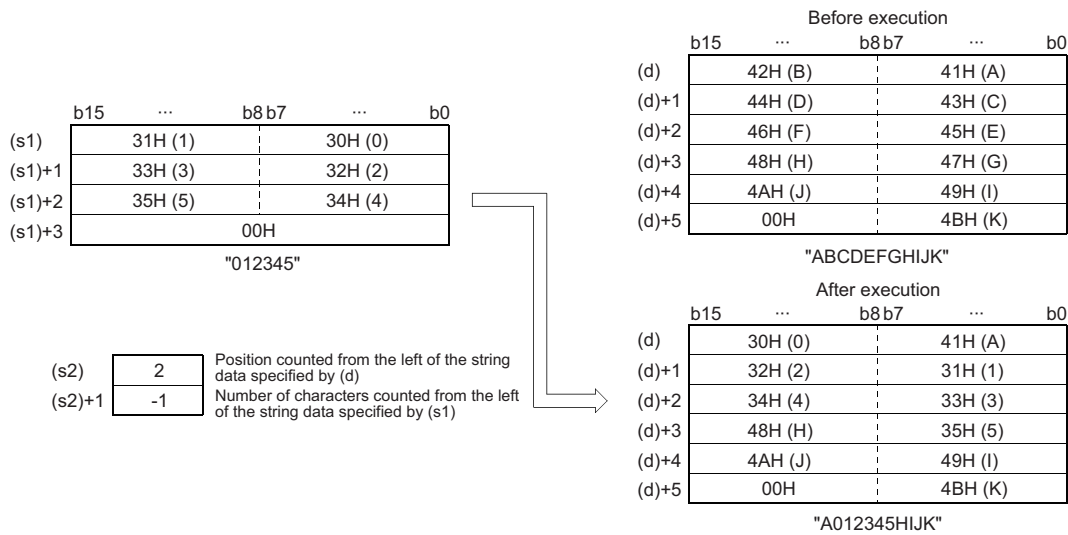 Before execution
b15 ... b8 b7 ... b0
(d) 42H (B) 41H (A)
(d)+1 44H (D) 43H (C)
(d)+2 46H (F) 45H (E)
(d)+3 48H (H) 47H (G)
(d)+4 4AH (J) 49H (I)
(d)+5 00H 4BH (K)
"ABCDEFGHIJK"
b15 ... b8 b7 ... b0
(s1) 31H (1) 30H (0)
(s1)+1 33H (3) 32H (2)
(s1)+2 35H (5) 34H (4)
(s1)+3 00H
"012345"
(s2) 2 Position counted from the left of the string
data specified by (d)
(s2)+1 -1 Number of characters counted from the left
of the string data specified by (s1)
After execution
b15 ... b8 b7 ... b0
(d) 30H (0) 41H (A)
(d)+1 32H (2) 31H (1)
(d)+2 34H (4) 33H (3)
(d)+3 48H (H) 35H (5)
(d)+4 4AH (J) 49H (I)
(d)+5 00H 4BH (K)
"A012345HIJK"